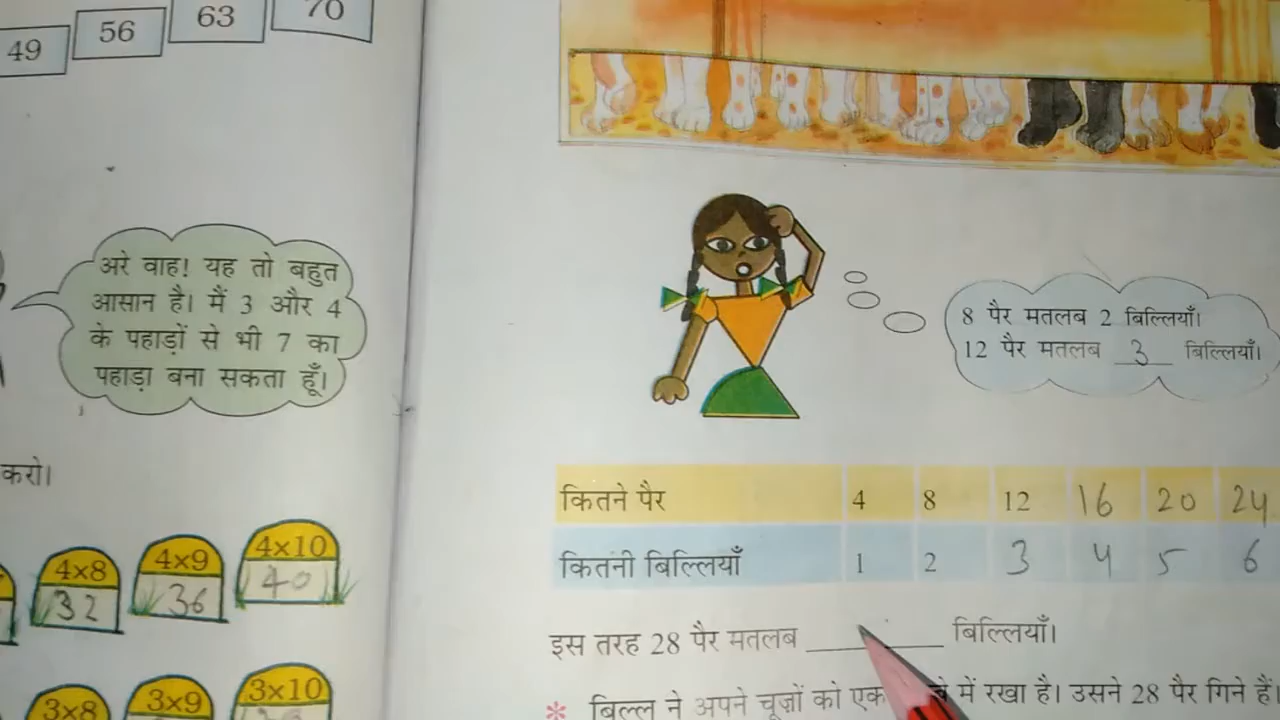 49 56 63 70
अरे वाह! यह तो बहुत
आसान है। मैं 3 और 4
के पहाड़ों से भी 7 का
पहाड़ा बना सकता हूँ।
करो।
4×8 4×9 4×10
32 36 40
3×8 3×9 3×10
8 पैर मतलब 2 बिल्लियाँ।
12 पैर मतलब 3 बिल्लियाँ।
कितने पैर 4 8 12 16 20 24
कितनी बिल्लियाँ 1 2 3 4 5 6
इस तरह 28 पैर मतलब ________ बिल्लियाँ।
* बिल्लू ने अपने चूज़ों को एक में रखा है। उसने 28 पैर गिने हैं।